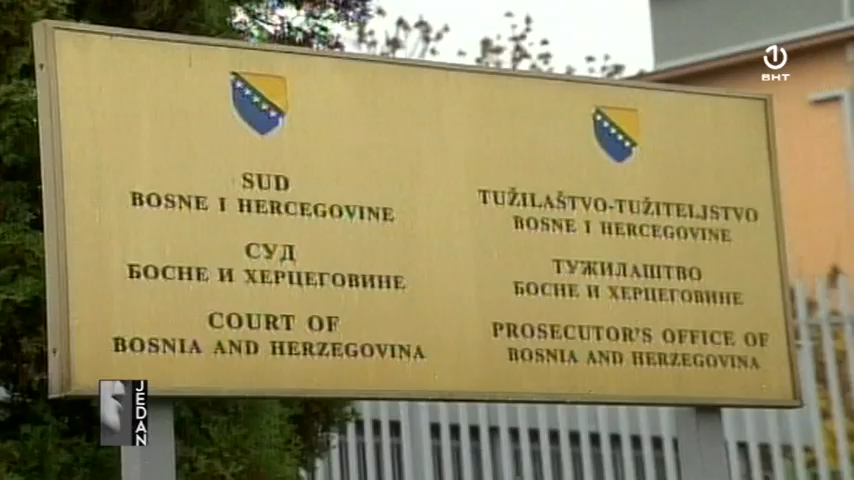 1
BHT
SUD
BOSNE I HERCEGOVINE
СУД
БОСНЕ И ХЕРЦЕГОВИНЕ
COURT OF
BOSNIA AND HERZEGOVINA
TUŽILAŠTVO-TUŽITELJSTVO
BOSNE I HERCEGOVINE
ТУЖИЛАШТВО
БОСНЕ И ХЕРЦЕГОВИНЕ
PROSECUTOR'S OFFICE OF
BOSNIA AND HERZEGOVINA
JEDAN